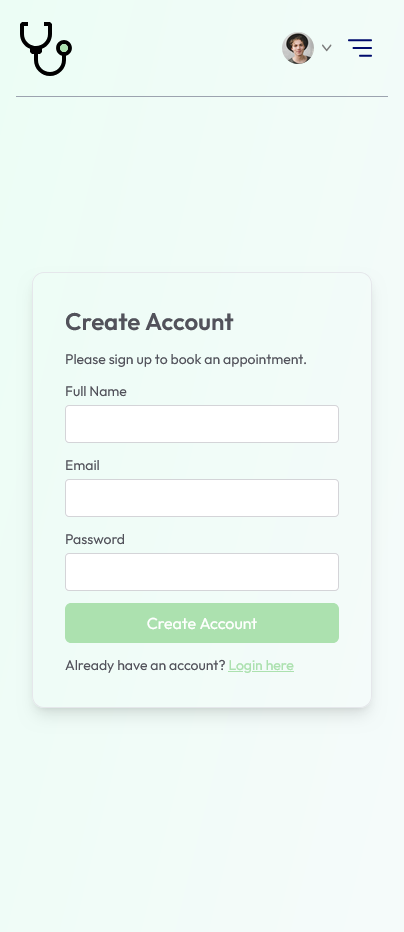 Create Account
Please sign up to book an appointment.
Full Name
Email
Password
Create Account
Already have an account? Login here